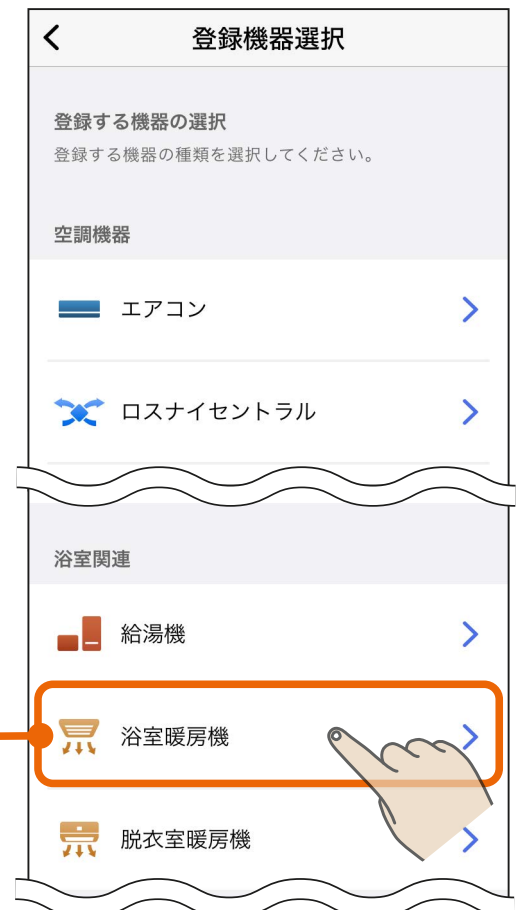 登録機器選択
登録する機器の選択
登録する機器の種類を選択してください。
空調機器
エアコン
ロスナイセントラル
浴室関連
給湯機
浴室暖房機
脱衣室暖房機